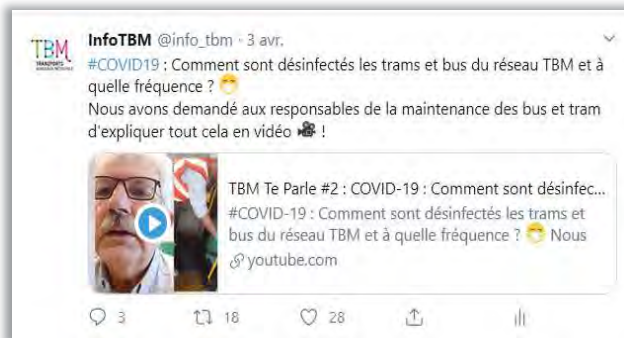 TBM
TRANSPORTS
InfoTBM @info_tbm · 3 avr.
#COVID19 : Comment sont désinfectés les trams et bus du réseau TBM et à
quelle fréquence ? 😷
Nous avons demandé aux responsables de la maintenance des bus et tram
d'expliquer tout cela en vidéo 🎥 !
TBM Te Parle #2 : COVID-19 : Comment sont désinfec...
#COVID-19 : Comment sont désinfectés les trams et
bus du réseau TBM et à quelle fréquence ? 😷 Nous
youtube.com
3 18 28